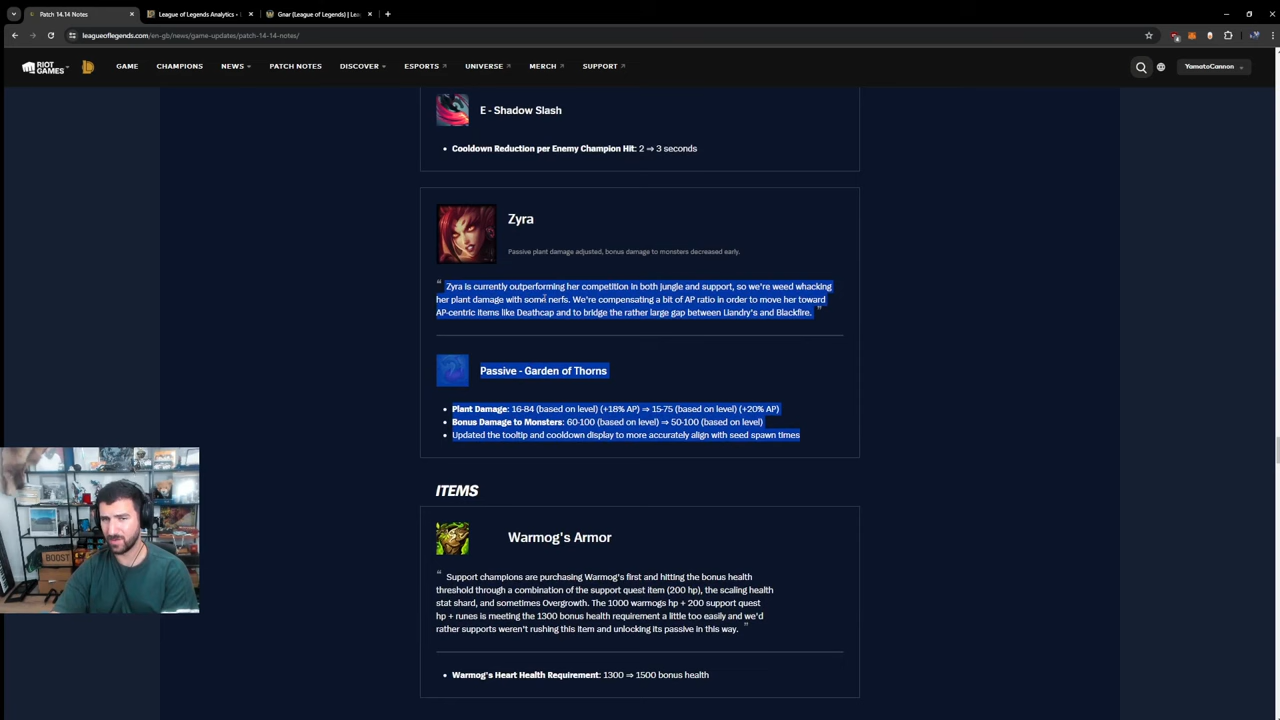 Patch 14.14 Notes
League of Legends Analytics -
Gnar (League of Legends) | Lea
leagueoflegends.com/en-gb/news/game-updates/patch-14-14-notes/
RIOT GAMES
GAME
CHAMPIONS
NEWS
PATCH NOTES
DISCOVER
ESPORTS
UNIVERSE
MERCH
SUPPORT
YamatoCannon
E - Shadow Slash
Cooldown Reduction per Enemy Champion Hit: 2 ⇒ 3 seconds
Zyra
Passive plant damage adjusted, bonus damage to monsters decreased early.
“ Zyra is currently outperforming her competition in both jungle and support, so we're weed whacking
her plant damage with some nerfs. We're compensating a bit of AP ratio in order to move her toward
AP-centric items like Deathcap and to bridge the rather large gap between Liandry's and Blackfire. ”
Passive - Garden of Thorns
Plant Damage: 16-84 (based on level) (+18% AP) ⇒ 15-75 (based on level) (+20% AP)
Bonus Damage to Monsters: 60-100 (based on level) ⇒ 50-100 (based on level)
Updated the tooltip and cooldown display to more accurately align with seed spawn times
ITEMS
Warmog's Armor
“ Support champions are purchasing Warmog's first and hitting the bonus health
threshold through a combination of the support quest item (200 hp), the scaling health
stat shard, and sometimes Overgrowth. The 1000 warmogs hp + 200 support quest
hp + runes is meeting the 1300 bonus health requirement a little too easily and we'd
rather supports weren't rushing this item and unlocking its passive in this way. ”
Warmog's Heart Health Requirement: 1300 ⇒ 1500 bonus health
BOOST